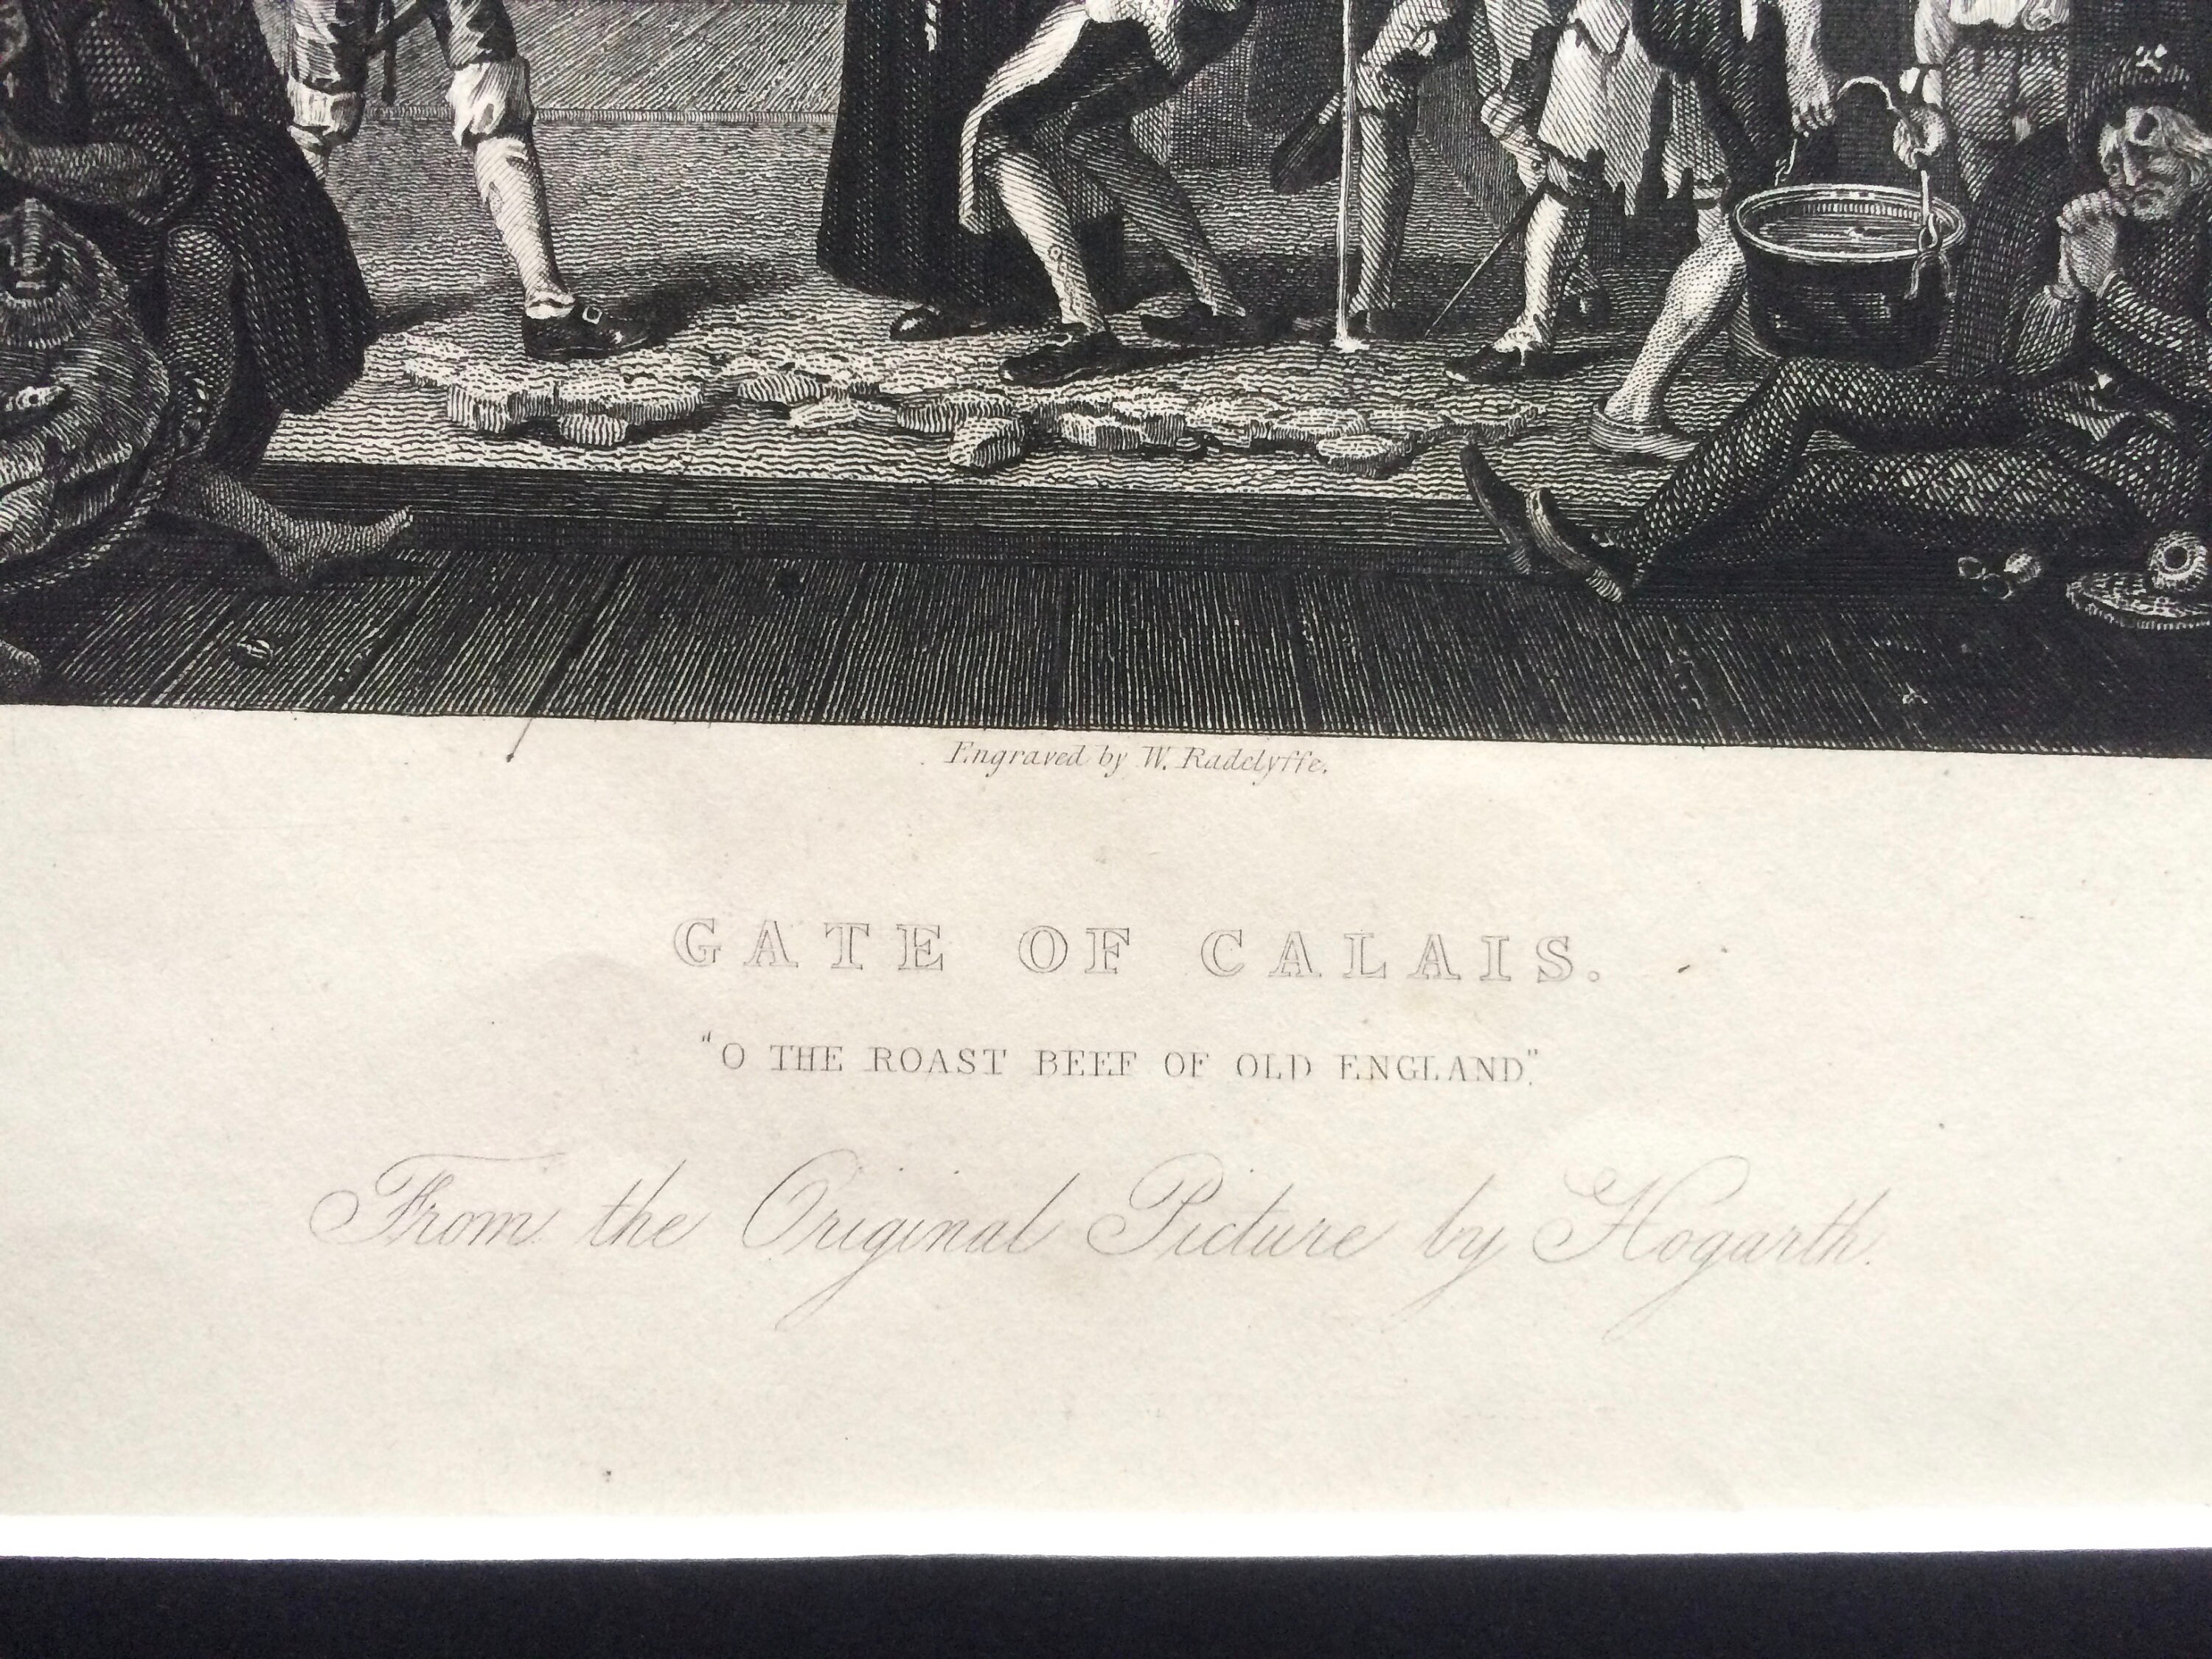 Engraved by W. Radclyffe.
GATE OF CALAIS.
"O THE ROAST BEEF OF OLD ENGLAND".
From the Original Picture by Hogarth.